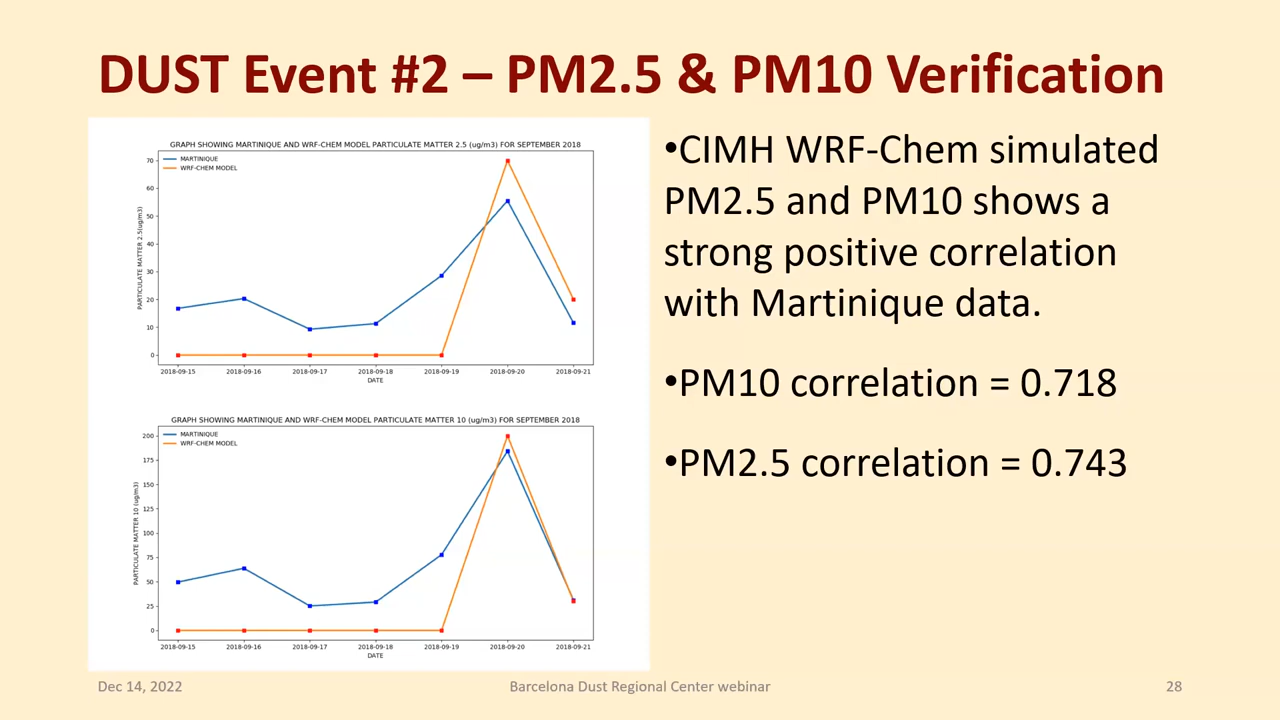 DUST Event #2 – PM2.5 & PM10 Verification
GRAPH SHOWING MARTINIQUE AND WRF-CHEM MODEL PARTICULATE MATTER 2.5 (ug/m3) FOR SEPTEMBER 2018
MARTINIQUE
WRF-CHEM MODEL
70
60
50
40
30
20
10
0
PARTICULATE MATTER 2.5(ug/m3)
2018-09-15 2018-09-16 2018-09-17 2018-09-18 2018-09-19 2018-09-20 2018-09-21
DATE
GRAPH SHOWING MARTINIQUE AND WRF-CHEM MODEL PARTICULATE MATTER 10 (ug/m3) FOR SEPTEMBER 2018
MARTINIQUE
WRF-CHEM MODEL
200
175
150
125
100
75
50
25
0
PARTICULATE MATTER 10 (ug/m3)
2018-09-15 2018-09-16 2018-09-17 2018-09-18 2018-09-19 2018-09-20 2018-09-21
DATE
•CIMH WRF-Chem simulated
PM2.5 and PM10 shows a
strong positive correlation
with Martinique data.
•PM10 correlation = 0.718
•PM2.5 correlation = 0.743
Dec 14, 2022
Barcelona Dust Regional Center webinar
28